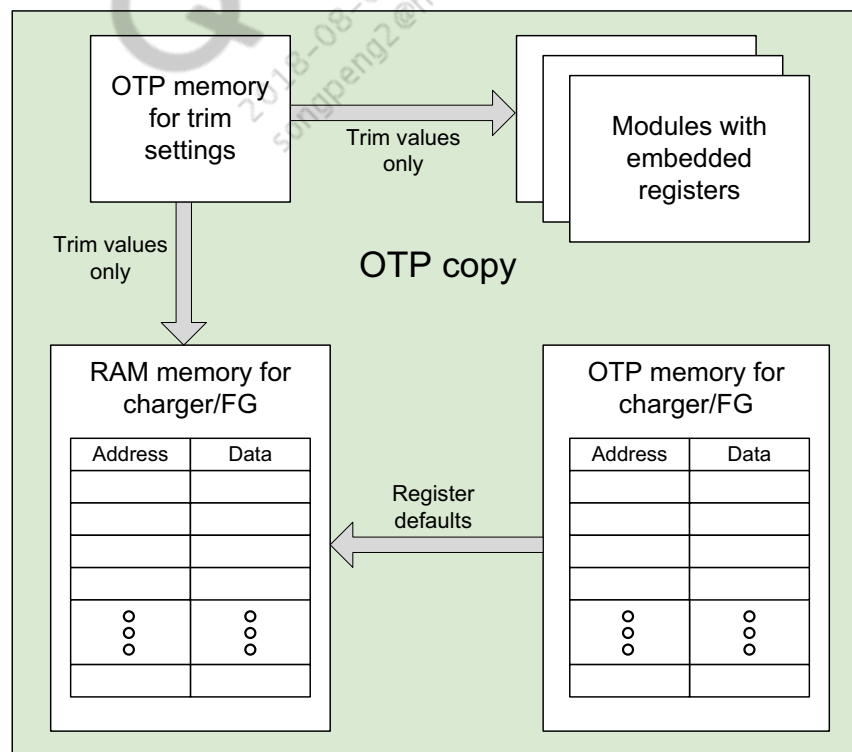 OTP memory
for trim
settings
Trim values
only
Modules with
embedded
registers
Trim values
only
OTP copy
RAM memory for
charger/FG
Address Data
Register
defaults
OTP memory for
charger/FG
Address Data